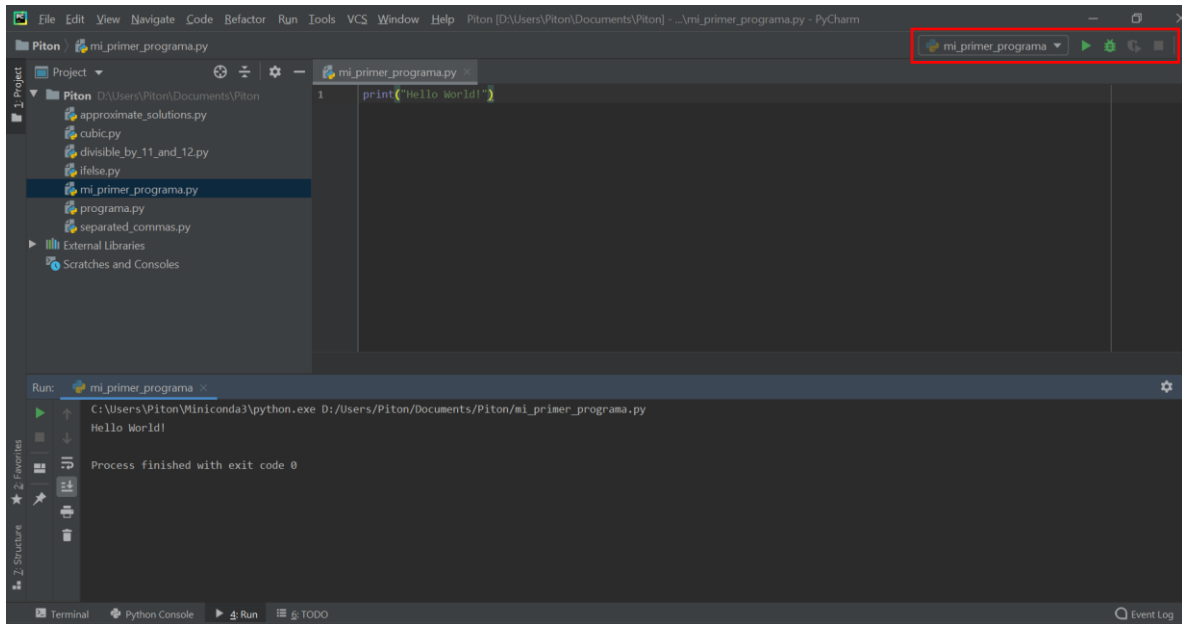 File Edit View Navigate Code Refactor Run Tools VCS Window Help Piton [D:\Users\Piton\Documents\Piton] - ...\mi_primer_programa.py - PyCharm
Piton mi_primer_programa.py
mi_primer_programa
1: Project
Project
mi_primer_programa.py
Piton D:\Users\Piton\Documents\Piton
approximate_solutions.py
cubic.py
divisible_by_11_and_12.py
ifelse.py
mi_primer_programa.py
programa.py
separated_commas.py
External Libraries
Scratches and Consoles
1 print("Hello World!")
Run: mi_primer_programa
C:\Users\Piton\Miniconda3\python.exe D:/Users/Piton/Documents/Piton/mi_primer_programa.py
Hello World!
Process finished with exit code 0
2: Favorites
7: Structure
Terminal Python Console 4: Run 6: TODO Event Log